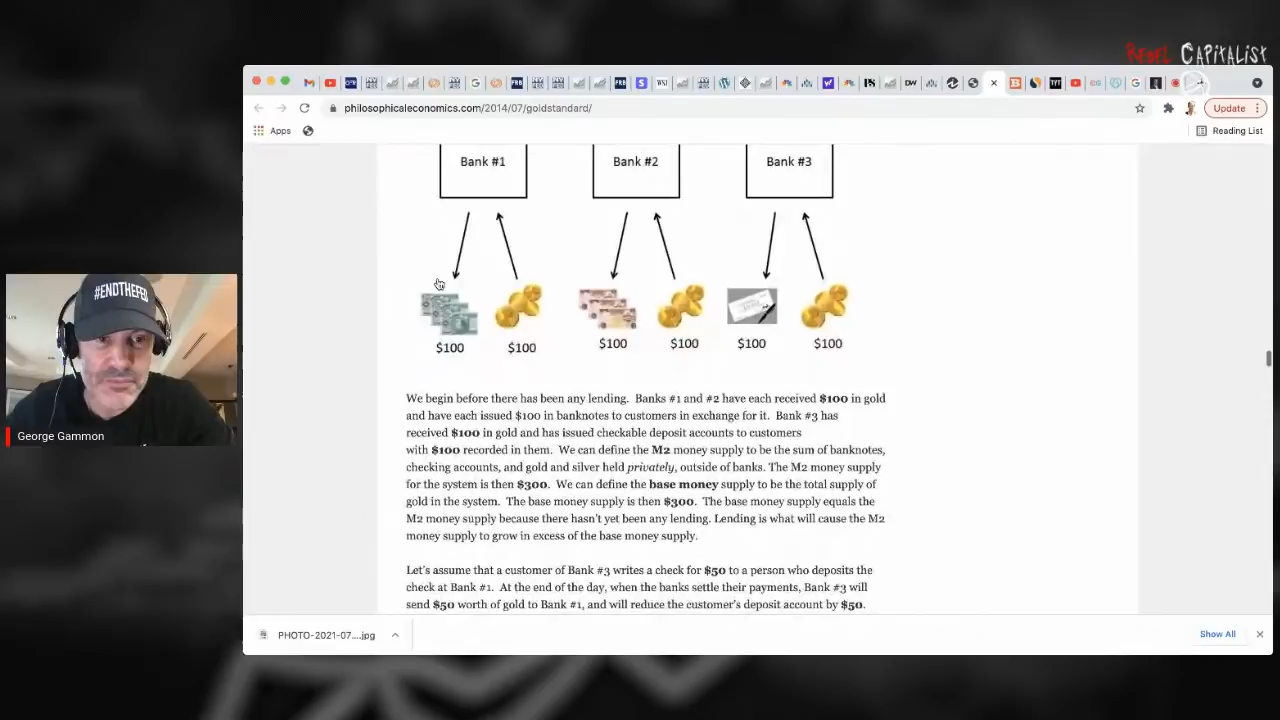 REBEL CAPITALIST
philosophicaleconomics.com/2014/07/goldstandard/
Update
Apps
Reading List
Bank #1
Bank #2
Bank #3
$100
$100
$100
$100
$100
$100
We begin before there has been any lending. Banks #1 and #2 have each received $100 in gold
and have each issued $100 in banknotes to customers in exchange for it. Bank #3 has
received $100 in gold and has issued checkable deposit accounts to customers
with $100 recorded in them. We can define the M2 money supply to be the sum of banknotes,
checking accounts, and gold and silver held privately, outside of banks. The M2 money supply
for the system is then $300. We can define the base money supply to be the total supply of
gold in the system. The base money supply is then $300. The base money supply equals the
M2 money supply because there hasn't yet been any lending. Lending is what will cause the M2
money supply to grow in excess of the base money supply.
Let's assume that a customer of Bank #3 writes a check for $50 to a person who deposits the
check at Bank #1. At the end of the day, when the banks settle their payments, Bank #3 will
send $50 worth of gold to Bank #1, and will reduce the customer's deposit account by $50.
#ENDTHEFED
George Gammon
PHOTO-2021-07....jpg
Show All